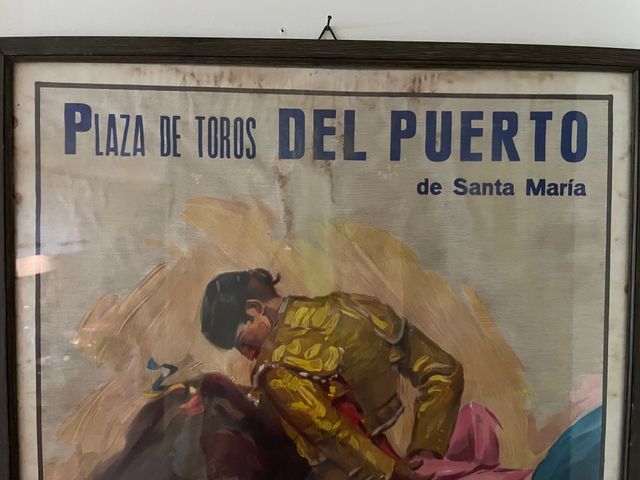 PLAZA DE TOROS DEL PUERTO
de Santa María